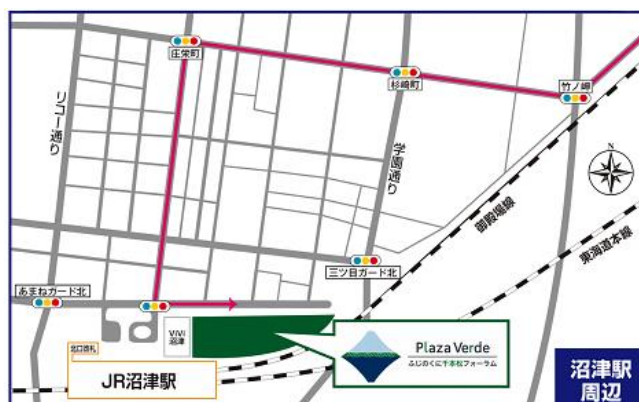 庄栄町
杉崎町
竹ノ岬
リコー通り
学園通り
N
御殿場線
東海道本線
三ツ目ガード北
あまねガード北
ViVi
沼津
北口改札
JR沼津駅
Plaza Verde
ふじのくに千本松フォーラム
沼津駅
周辺